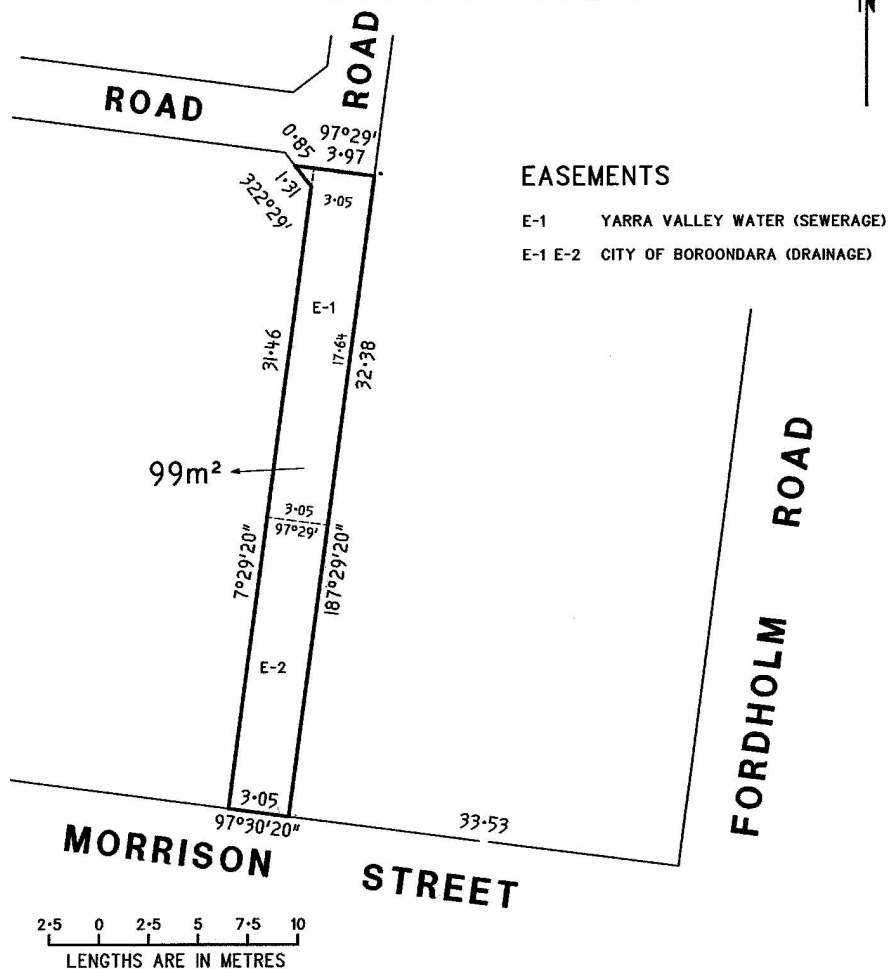 N
ROAD
ROAD
0·85
97°29'
3·97
1·31
322°29'
3·05
EASEMENTS
E-1 YARRA VALLEY WATER (SEWERAGE)
E-1 E-2 CITY OF BOROONDARA (DRAINAGE)
E-1
31·46
17·64
32·38
99m²
3·05
97°29'
7°29'20"
187°29'20"
E-2
3·05
97°30'20"
33·53
FORDHOLM ROAD
MORRISON STREET
2·5 0 2·5 5 7·5 10
LENGTHS ARE IN METRES